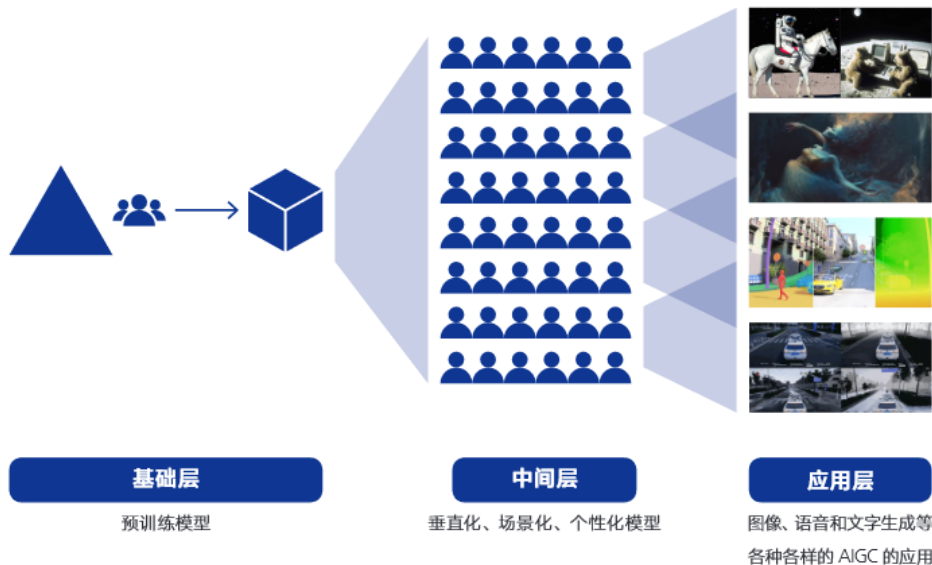 基础层
预训练模型
中间层
垂直化、场景化、个性化模型
应用层
图像、语音和文字生成等
各种各样的 AIGC 的应用